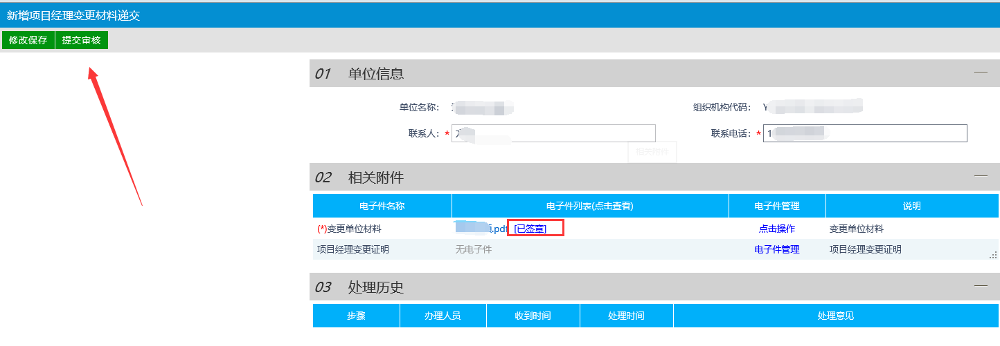 新增项目经理变更材料递交
修改保存 提交审核
01 单位信息
单位名称： 组织机构代码： Y
联系人：* 联系电话：* 1
相关附件
02 相关附件
电子件名称 电子件列表(点击查看) 电子件管理 说明
(*)变更单位材料 .pdf [已签章] 点击操作 变更单位材料
项目经理变更证明 无电子件 电子件管理 项目经理变更证明
03 处理历史
步骤 办理人员 收到时间 处理时间 处理意见